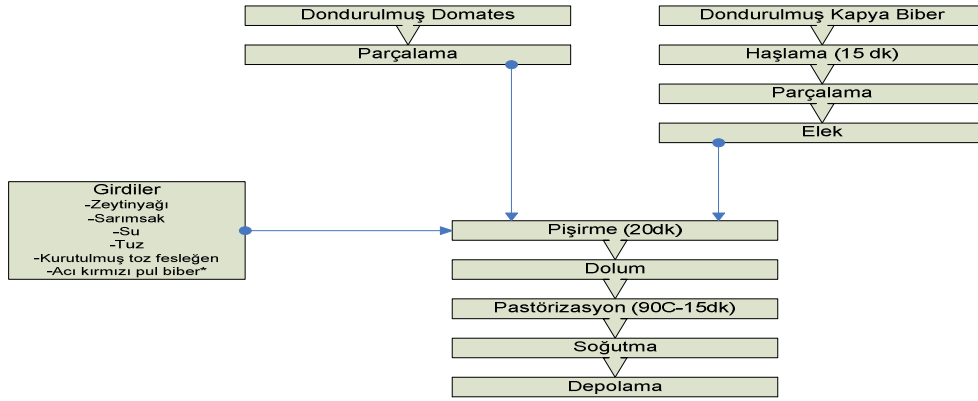 Dondurulmuş Domates
Parçalama
Dondurulmuş Kapya Biber
Haşlama (15 dk)
Parçalama
Elek
Girdiler
-Zeytinyağı
-Sarımsak
-Su
-Tuz
-Kurutulmuş toz fesleğen
-Acı kırmızı pul biber*
Pişirme (20dk)
Dolum
Pastörizasyon (90C-15dk)
Soğutma
Depolama